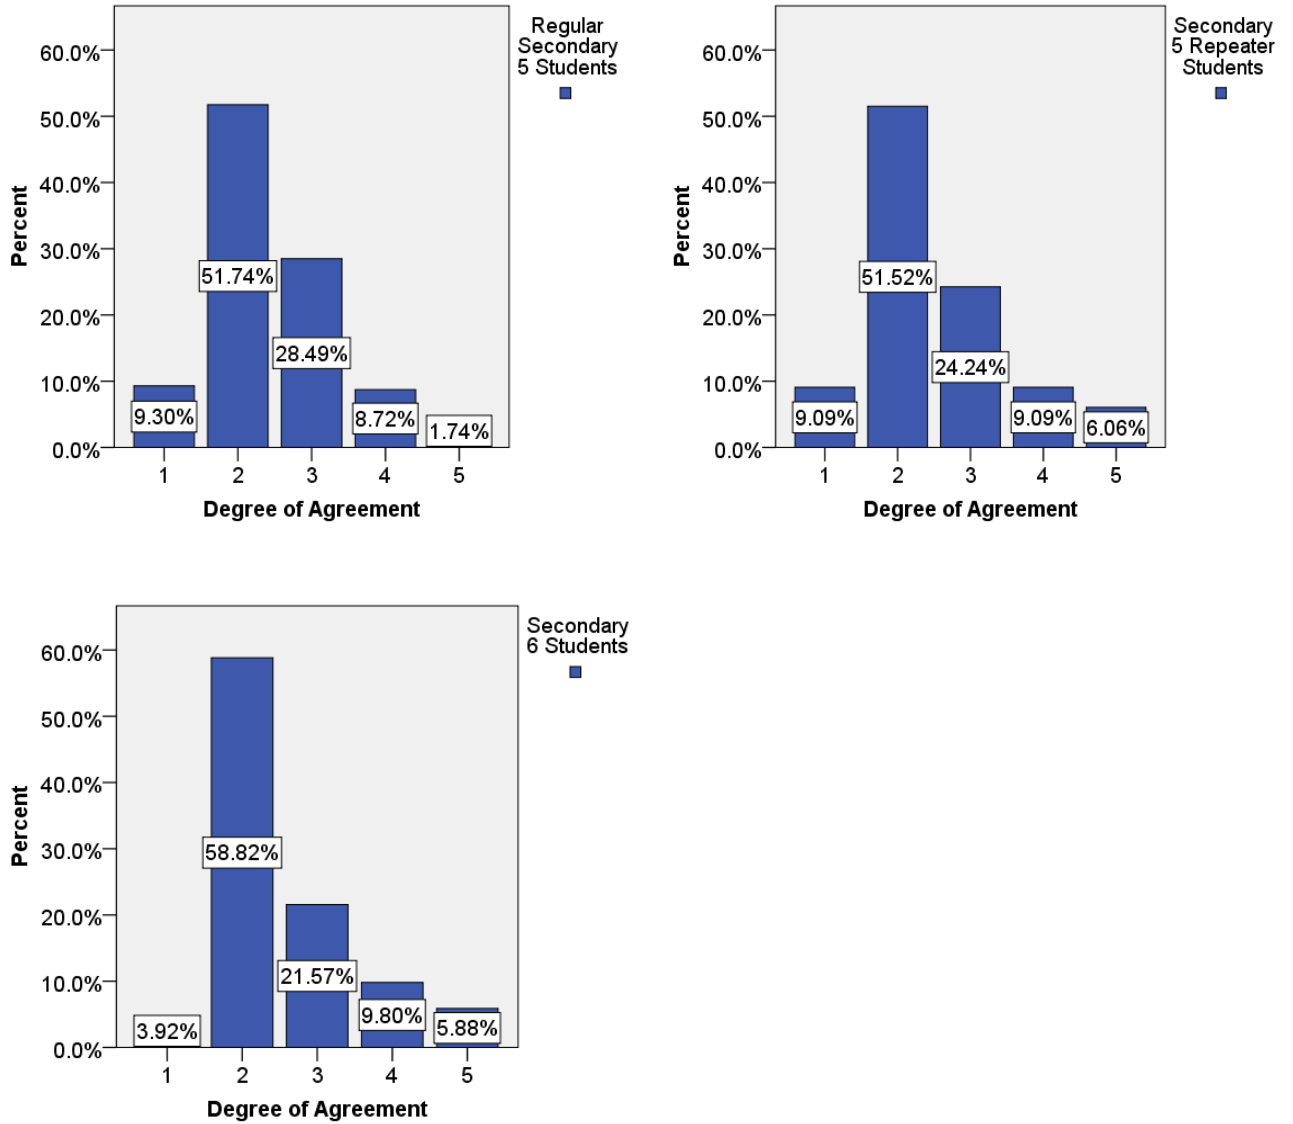 Regular
Secondary
5 Students
60.0%
50.0%
40.0%
30.0%
20.0%
10.0%
0.0%
Percent
51.74%
28.49%
9.30%
8.72%
1.74%
1 2 3 4 5
Degree of Agreement
Secondary
5 Repeater
Students
60.0%
50.0%
40.0%
30.0%
20.0%
10.0%
0.0%
Percent
51.52%
24.24%
9.09%
9.09%
6.06%
1 2 3 4 5
Degree of Agreement
Secondary
6 Students
60.0%
50.0%
40.0%
30.0%
20.0%
10.0%
0.0%
Percent
58.82%
21.57%
9.80%
5.88%
3.92%
1 2 3 4 5
Degree of Agreement